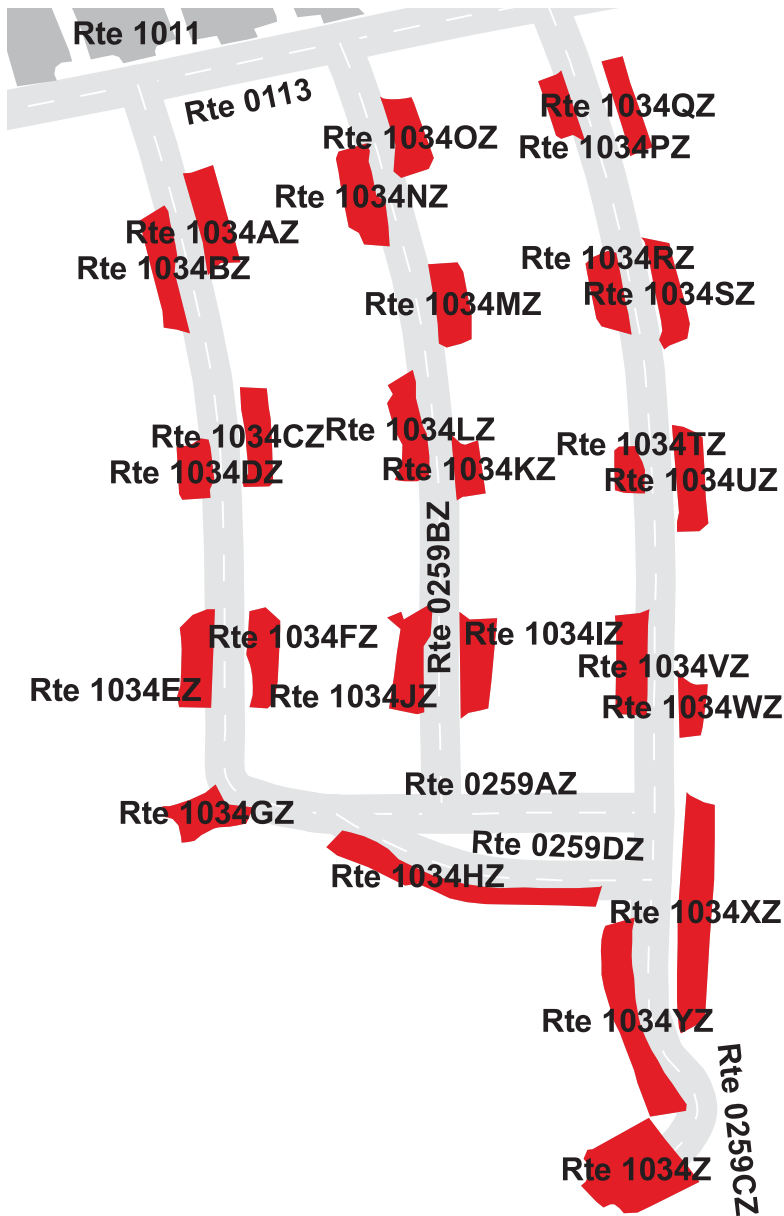 Rte 1011
Rte 0113
Rte 1034QZ
Rte 1034OZ
Rte 1034PZ
Rte 1034NZ
Rte 1034AZ
Rte 1034BZ
Rte 1034RZ
Rte 1034SZ
Rte 1034MZ
Rte 1034CZ
Rte 1034LZ
Rte 1034TZ
Rte 1034DZ
Rte 1034KZ
Rte 1034UZ
Rte 0259BZ
Rte 1034FZ
Rte 1034IZ
Rte 1034VZ
Rte 1034EZ
Rte 1034JZ
Rte 1034WZ
Rte 0259AZ
Rte 1034GZ
Rte 0259DZ
Rte 1034HZ
Rte 1034XZ
Rte 1034YZ
Rte 0259CZ
Rte 1034Z